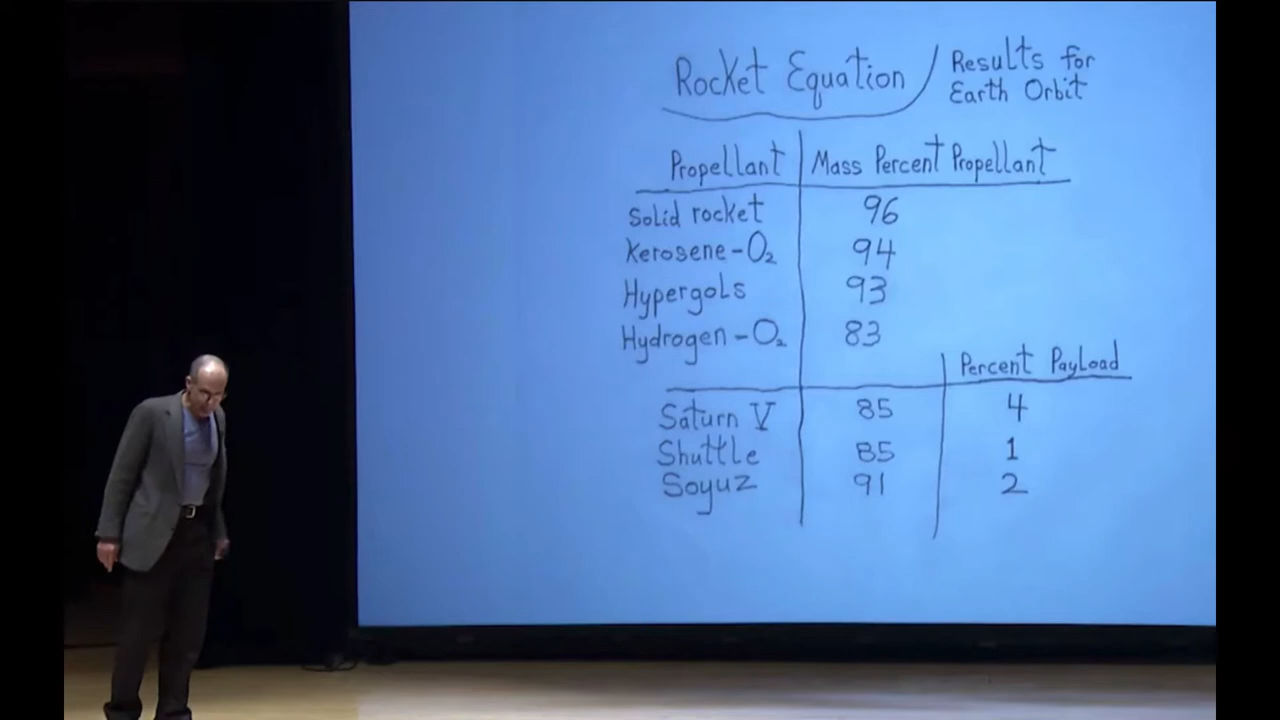 Rocket Equation
Results for
Earth Orbit
Propellant Mass Percent Propellant
Solid rocket 96
Kerosene-O₂ 94
Hypergols 93
Hydrogen-O₂ 83
Percent Payload
Saturn V 85 4
Shuttle 85 1
Soyuz 91 2